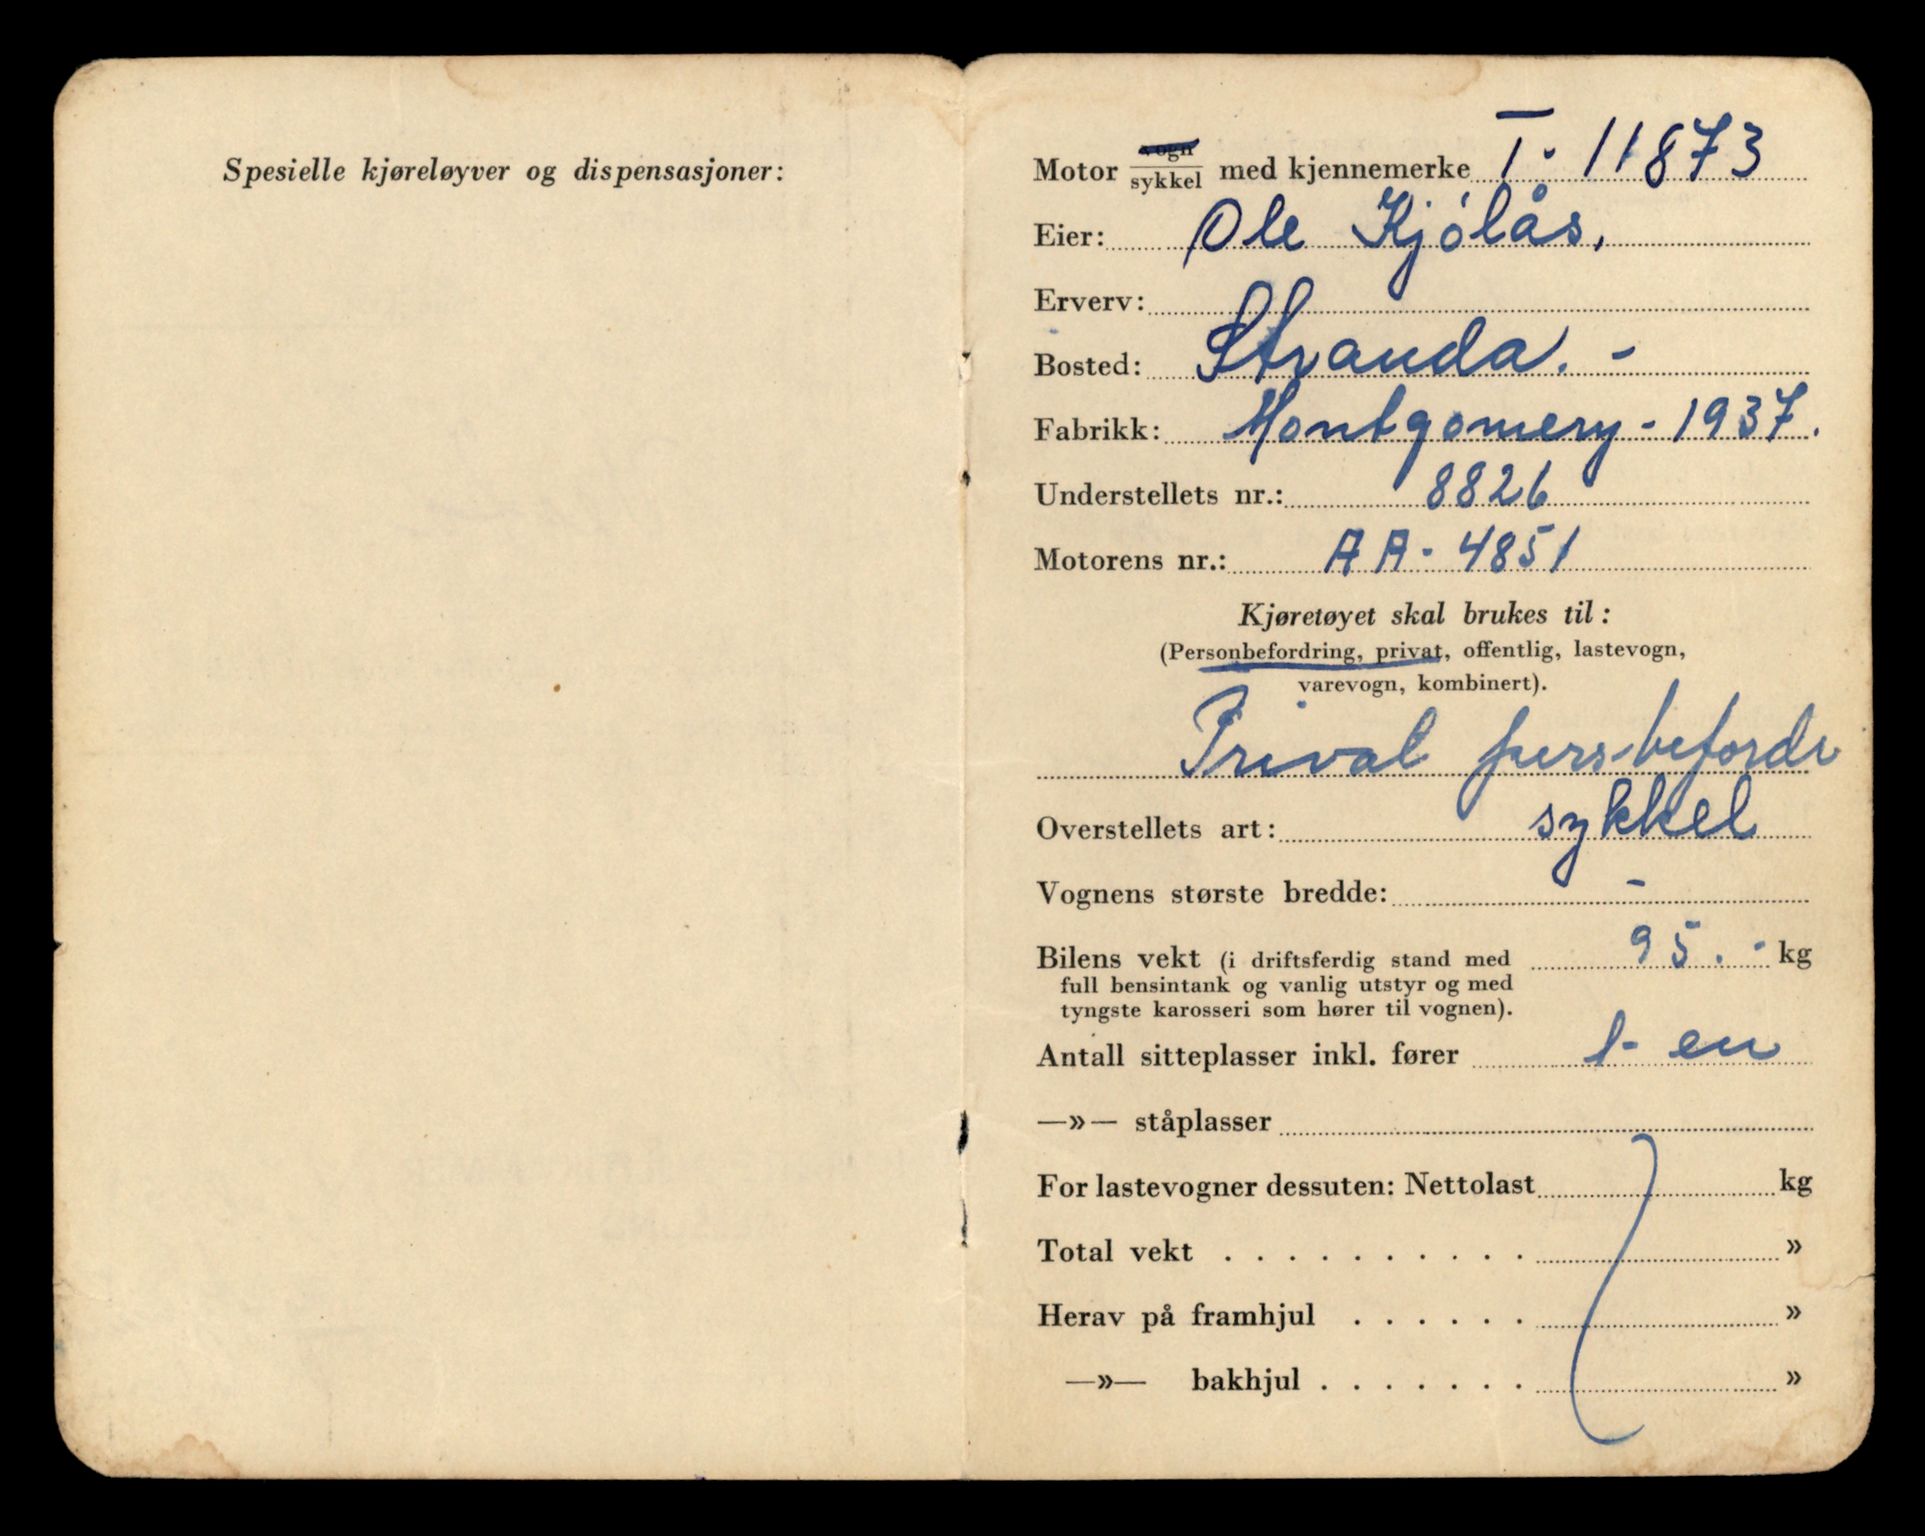 Spesielle kjøreløyver og dispensasjoner:
Motor vogn/sykkel med kjennemerke T-11873
Eier: Ole Kjólås.
Erverv:
Bosted: Stranda. -
Fabrikk: Montgomery - 1937.
Understellets nr.: 8826
Motorens nr.: AA-4851
Kjøretøyet skal brukes til:
(Personbefordring, privat, offentlig, lastevogn,
varevogn, kombinert).
Privat pers-befordr
Overstellets art: sykkel
Vognens største bredde: -
Bilens vekt (i driftsferdig stand med 95.- kg
full bensintank og vanlig utstyr og med
tyngste karosseri som hører til vognen).
Antall sitteplasser inkl. fører 1- en
—»— ståplasser
For lastevogner dessuten: Nettolast kg
Total vekt . . . . . . . . . . »
Herav på framhjul . . . . . . »
—»— bakhjul . . . . . . . »